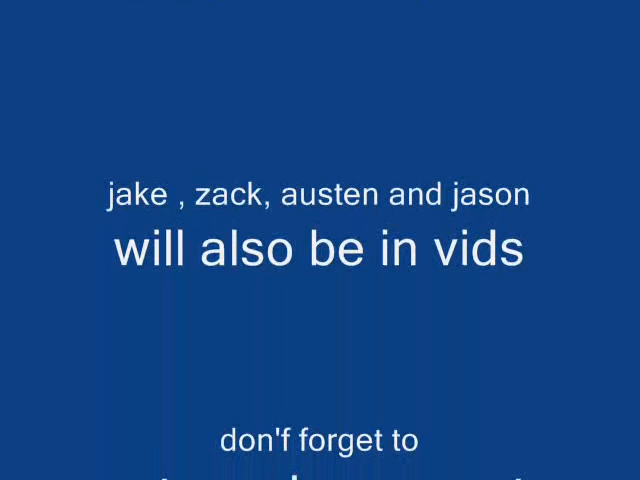 jake , zack, austen and jason
will also be in vids
don'f forget to